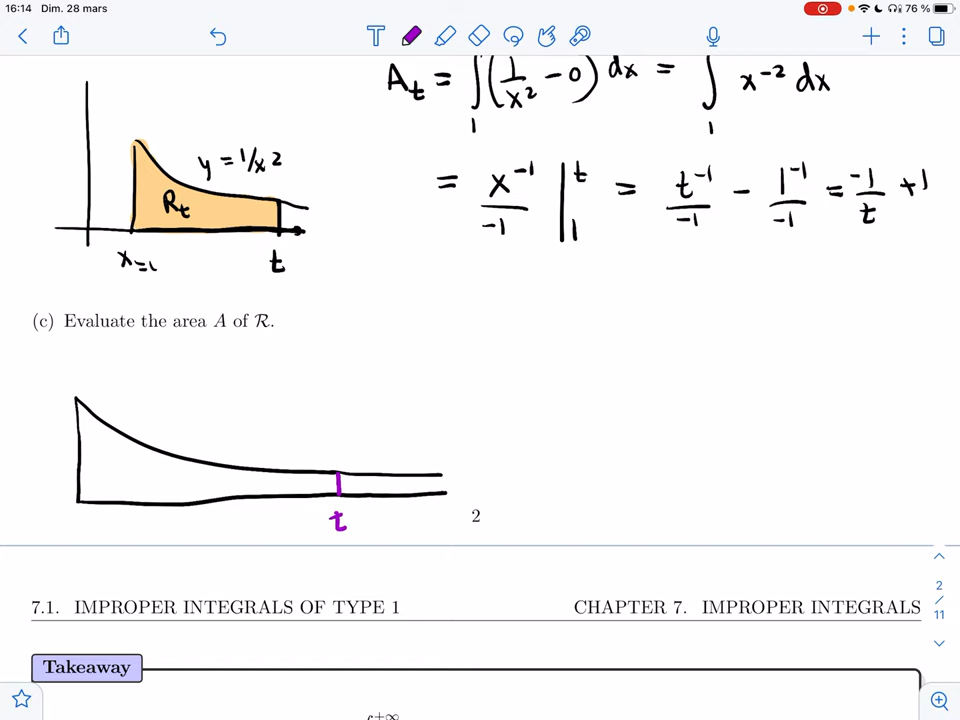 16:14 Dim. 28 mars 76 %
A_t = ∫_1 (1/x² - 0) dx = ∫_1 x⁻² dx
= x⁻¹/-1 |_1^t = t⁻¹/-1 - 1⁻¹/-1 = -1/t + 1
y = 1/x²
R_t
x=1 t
(c) Evaluate the area A of R.
t
2
7.1. IMPROPER INTEGRALS OF TYPE 1 CHAPTER 7. IMPROPER INTEGRALS
2
/
11
Takeaway